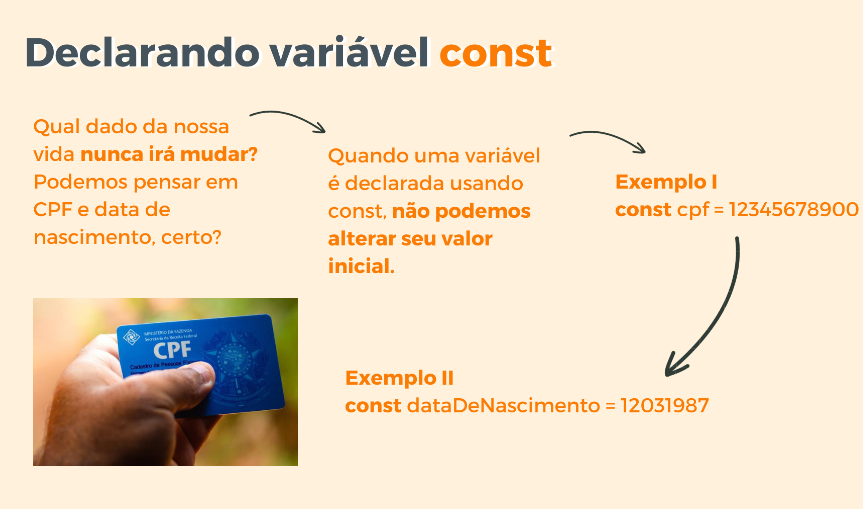 Declarando variável const
Qual dado da nossa
vida nunca irá mudar?
Podemos pensar em
CPF e data de
nascimento, certo?
Quando uma variável
é declarada usando
const, não podemos
alterar seu valor
inicial.
Exemplo I
const cpf = 12345678900
MINISTÉRIO DA FAZENDA
Secretaria da Receita Federal
CPF
Cadastro de Pessoas
Exemplo II
const dataDeNascimento = 12031987